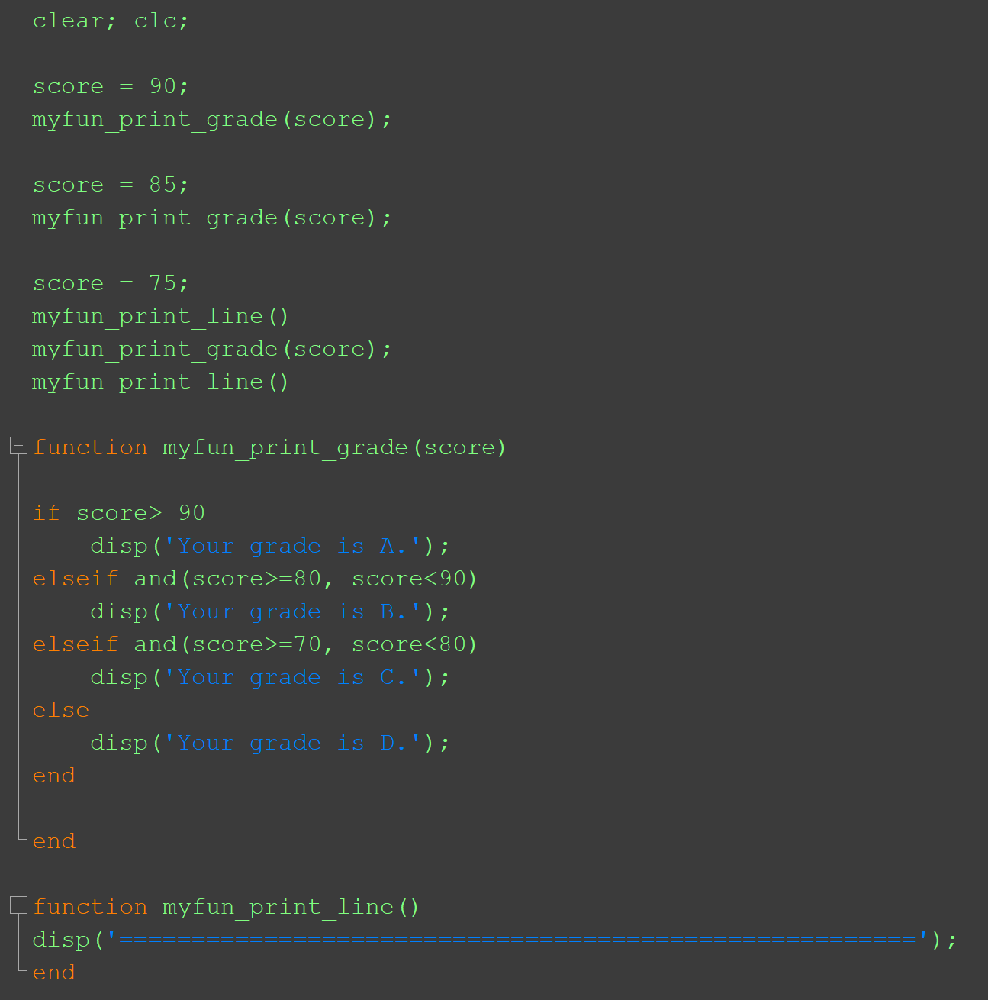 clear; clc;
score = 90;
myfun_print_grade(score);
score = 85;
myfun_print_grade(score);
score = 75;
myfun_print_line()
myfun_print_grade(score);
myfun_print_line()
function myfun_print_grade(score)
if score>=90
    disp('Your grade is A.');
elseif and(score>=80, score<90)
    disp('Your grade is B.');
elseif and(score>=70, score<80)
    disp('Your grade is C.');
else
    disp('Your grade is D.');
end
end
function myfun_print_line()
disp('=======================================================');
end